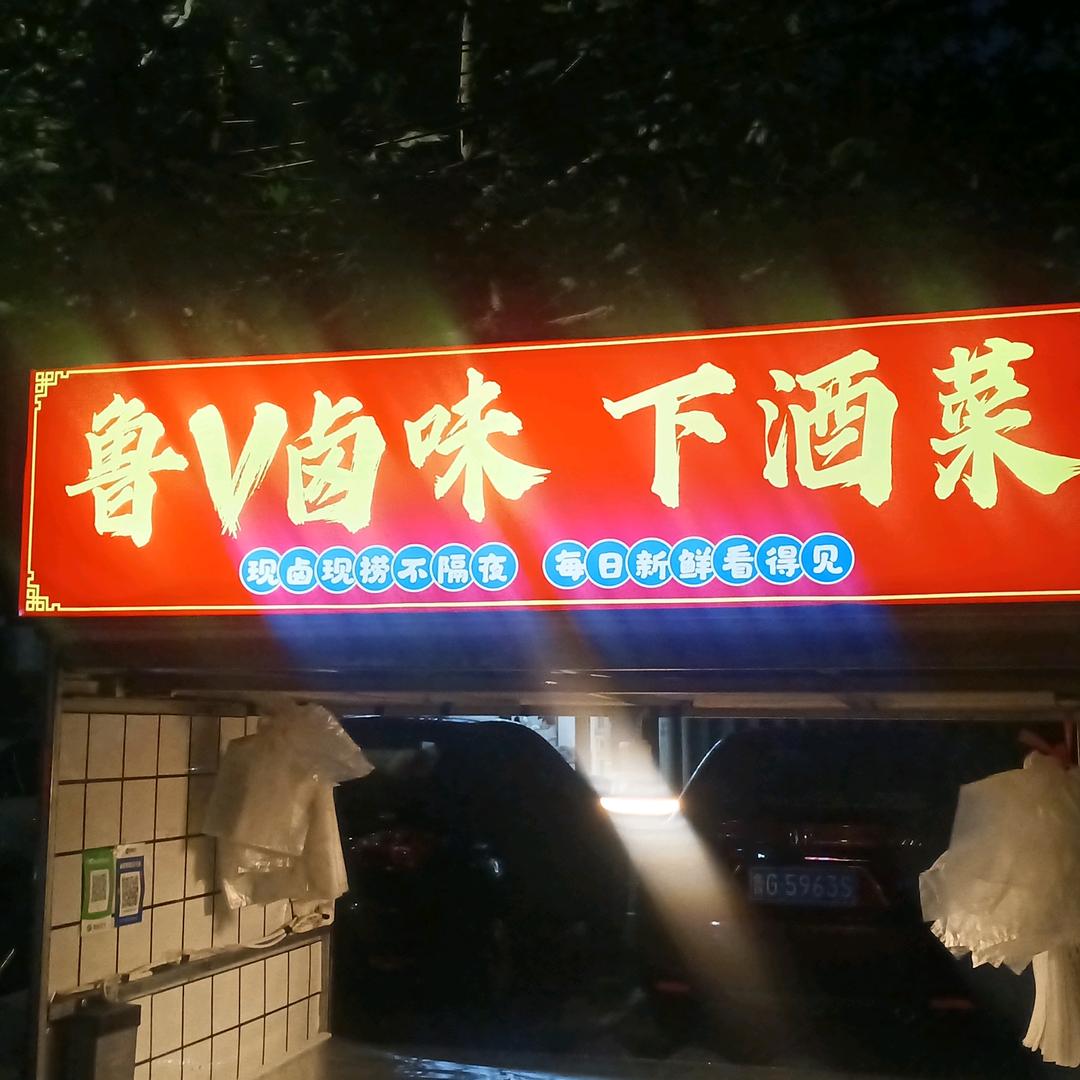 鲁V卤味 下酒菜
现卤现捞不隔夜 每日新鲜看得见
G·5963S